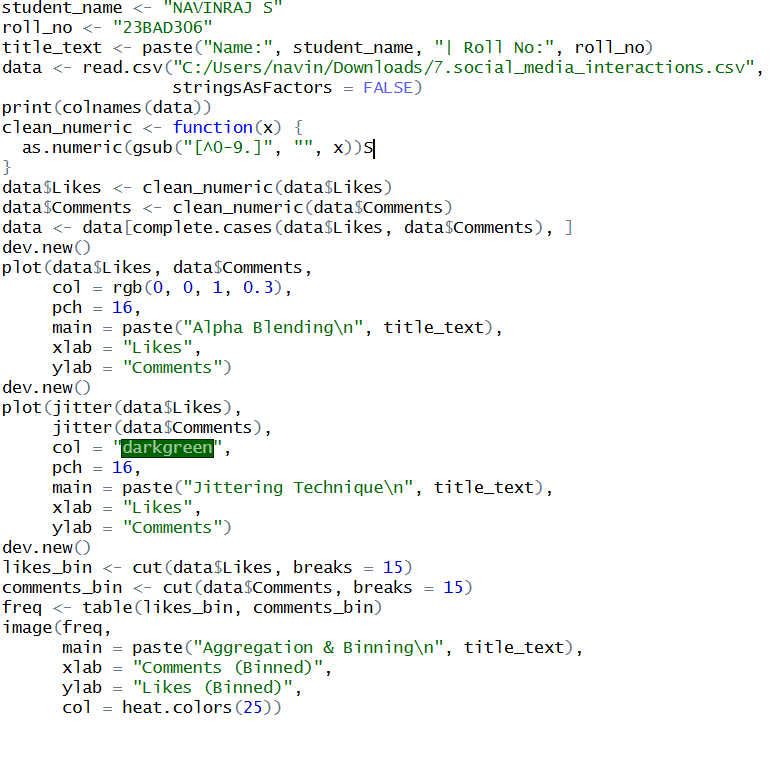 student_name <- "NAVINRAJ S"
roll_no <- "23BAD306"
title_text <- paste("Name:", student_name, "| Roll No:", roll_no)
data <- read.csv("C:/Users/navin/Downloads/7.social_media_interactions.csv",
                 stringsAsFactors = FALSE)
print(colnames(data))
clean_numeric <- function(x) {
  as.numeric(gsub("[^0-9.]", "", x))S
}
data$Likes <- clean_numeric(data$Likes)
data$Comments <- clean_numeric(data$Comments)
data <- data[complete.cases(data$Likes, data$Comments), ]
dev.new()
plot(data$Likes, data$Comments,
     col = rgb(0, 0, 1, 0.3),
     pch = 16,
     main = paste("Alpha Blending\n", title_text),
     xlab = "Likes",
     ylab = "Comments")
dev.new()
plot(jitter(data$Likes),
     jitter(data$Comments),
     col = "darkgreen",
     pch = 16,
     main = paste("Jittering Technique\n", title_text),
     xlab = "Likes",
     ylab = "Comments")
dev.new()
likes_bin <- cut(data$Likes, breaks = 15)
comments_bin <- cut(data$Comments, breaks = 15)
freq <- table(likes_bin, comments_bin)
image(freq,
      main = paste("Aggregation & Binning\n", title_text),
      xlab = "Comments (Binned)",
      ylab = "Likes (Binned)",
      col = heat.colors(25))